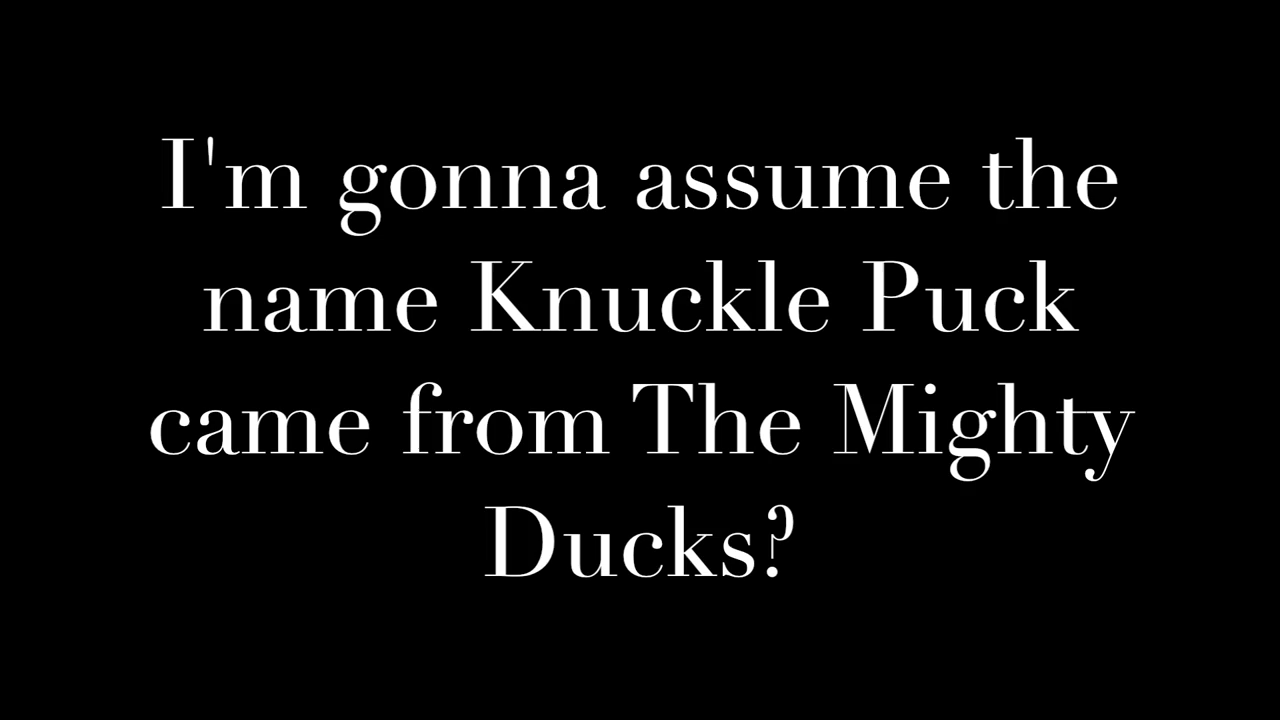 I'm gonna assume the
name Knuckle Puck
came from The Mighty
Ducks?